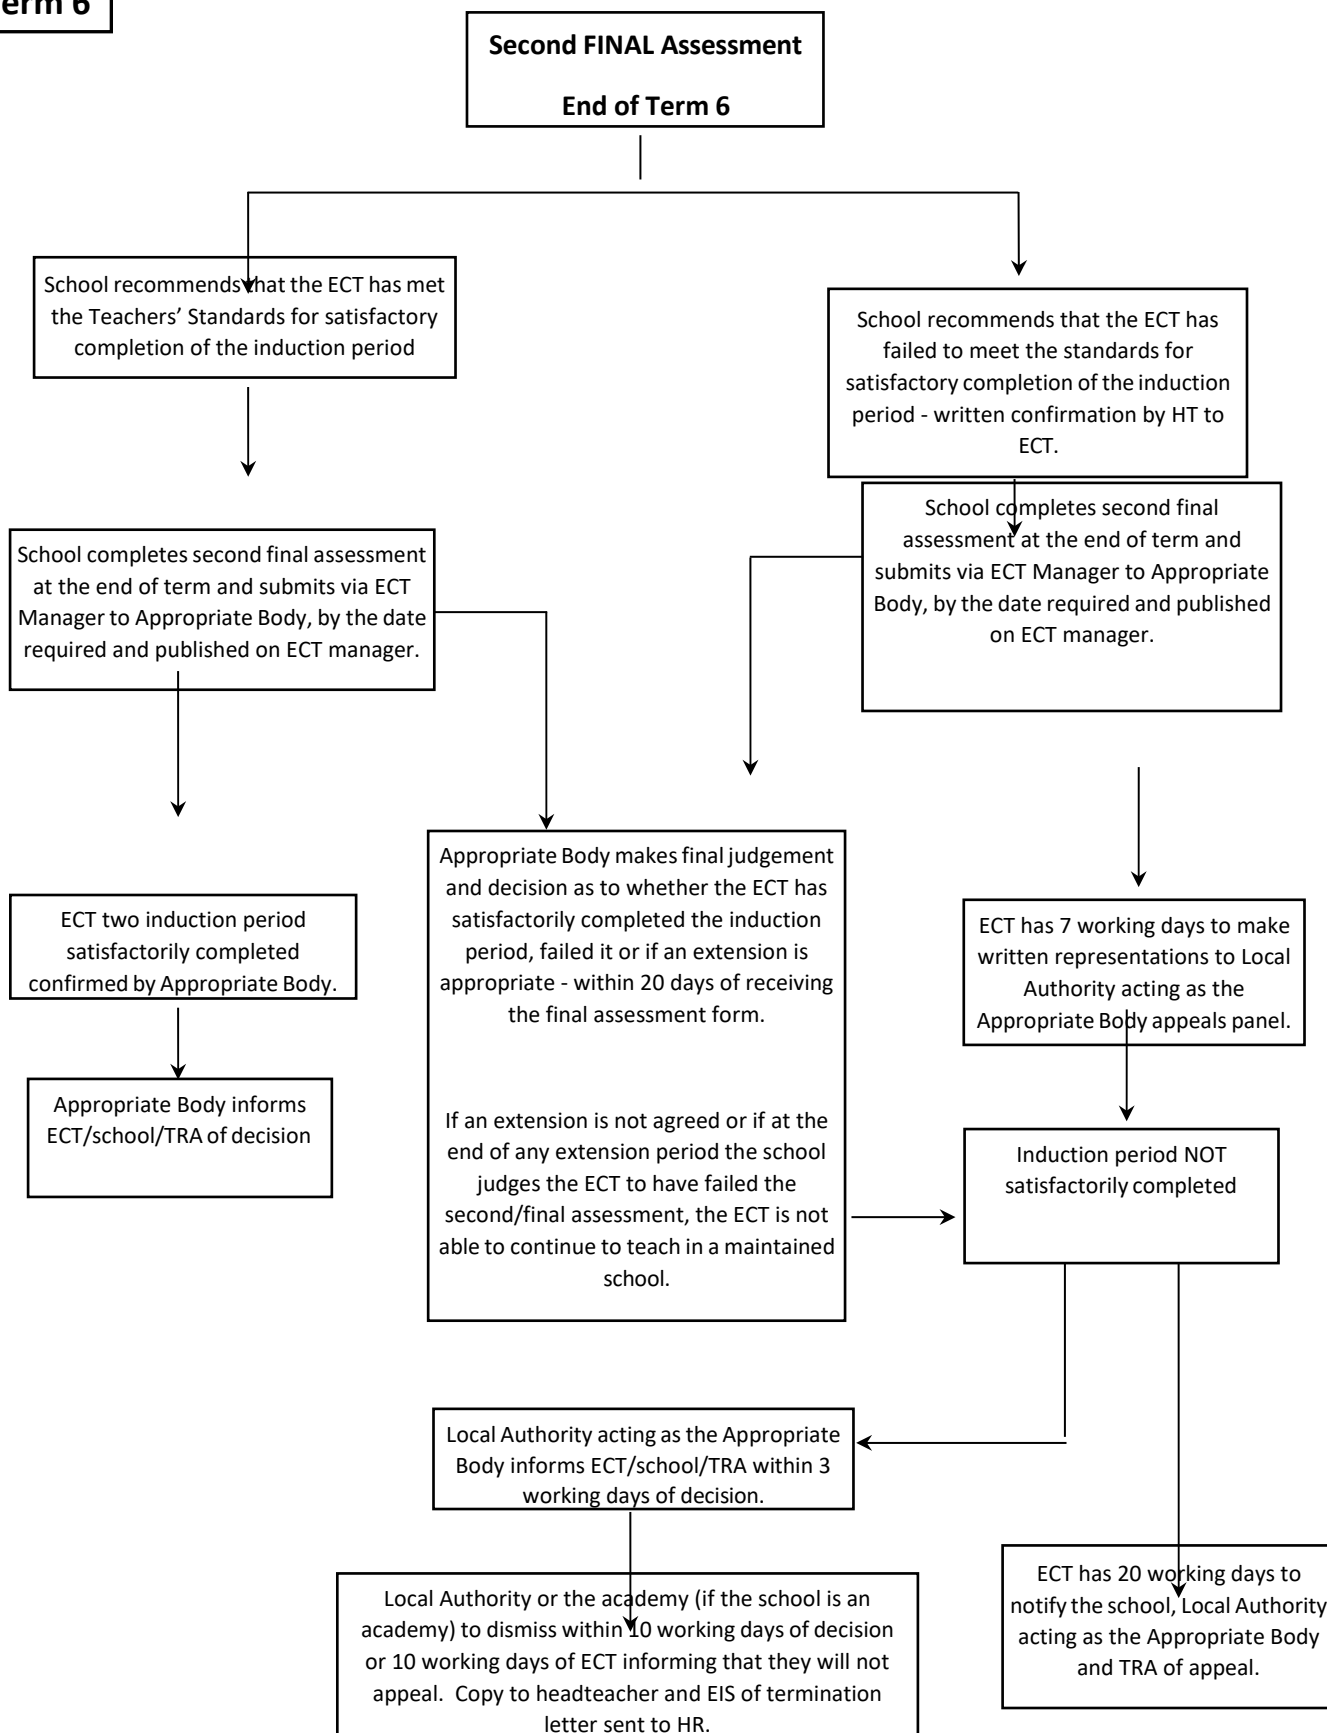 Term 6
Second FINAL Assessment
End of Term 6
School recommends that the ECT has met
the Teachers’ Standards for satisfactory
completion of the induction period
School recommends that the ECT has
failed to meet the standards for
satisfactory completion of the induction
period - written confirmation by HT to
ECT.
School completes second final assessment
at the end of term and submits via ECT
Manager to Appropriate Body, by the date
required and published on ECT manager.
School completes second final
assessment at the end of term and
submits via ECT Manager to Appropriate
Body, by the date required and published
on ECT manager.
ECT two induction period
satisfactorily completed
confirmed by Appropriate Body.
Appropriate Body informs
ECT/school/TRA of decision
Appropriate Body makes final judgement
and decision as to whether the ECT has
satisfactorily completed the induction
period, failed it or if an extension is
appropriate - within 20 days of receiving
the final assessment form.
If an extension is not agreed or if at the
end of any extension period the school
judges the ECT to have failed the
second/final assessment, the ECT is not
able to continue to teach in a maintained
school.
ECT has 7 working days to make
written representations to Local
Authority acting as the
Appropriate Body appeals panel.
Induction period NOT
satisfactorily completed
Local Authority acting as the Appropriate
Body informs ECT/school/TRA within 3
working days of decision.
Local Authority or the academy (if the school is an
academy) to dismiss within 10 working days of decision
or 10 working days of ECT informing that they will not
appeal.  Copy to headteacher and EIS of termination
letter sent to HR.
ECT has 20 working days to
notify the school, Local Authority
acting as the Appropriate Body
and TRA of appeal.